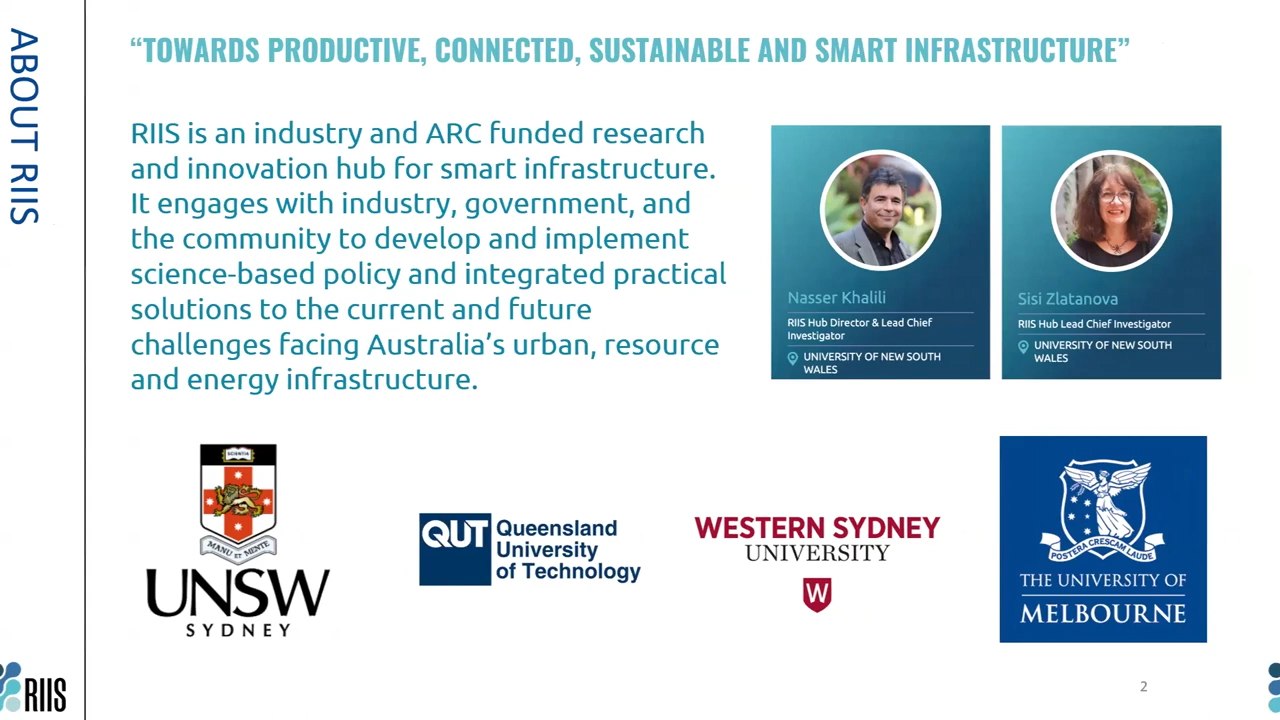 ABOUT RIIS
“TOWARDS PRODUCTIVE, CONNECTED, SUSTAINABLE AND SMART INFRASTRUCTURE”
RIIS is an industry and ARC funded research
and innovation hub for smart infrastructure.
It engages with industry, government, and
the community to develop and implement
science-based policy and integrated practical
solutions to the current and future
challenges facing Australia’s urban, resource
and energy infrastructure.
Nasser Khalili
RIIS Hub Director & Lead Chief
Investigator
UNIVERSITY OF NEW SOUTH
WALES
Sisi Zlatanova
RIIS Hub Lead Chief Investigator
UNIVERSITY OF NEW SOUTH
WALES
SCIENTIA
MANU ET MENTE
UNSW
SYDNEY
QUT
Queensland
University
of Technology
WESTERN SYDNEY
UNIVERSITY
W
POSTERA CRESCAM LAUDE
THE UNIVERSITY OF
MELBOURNE
RIIS
2